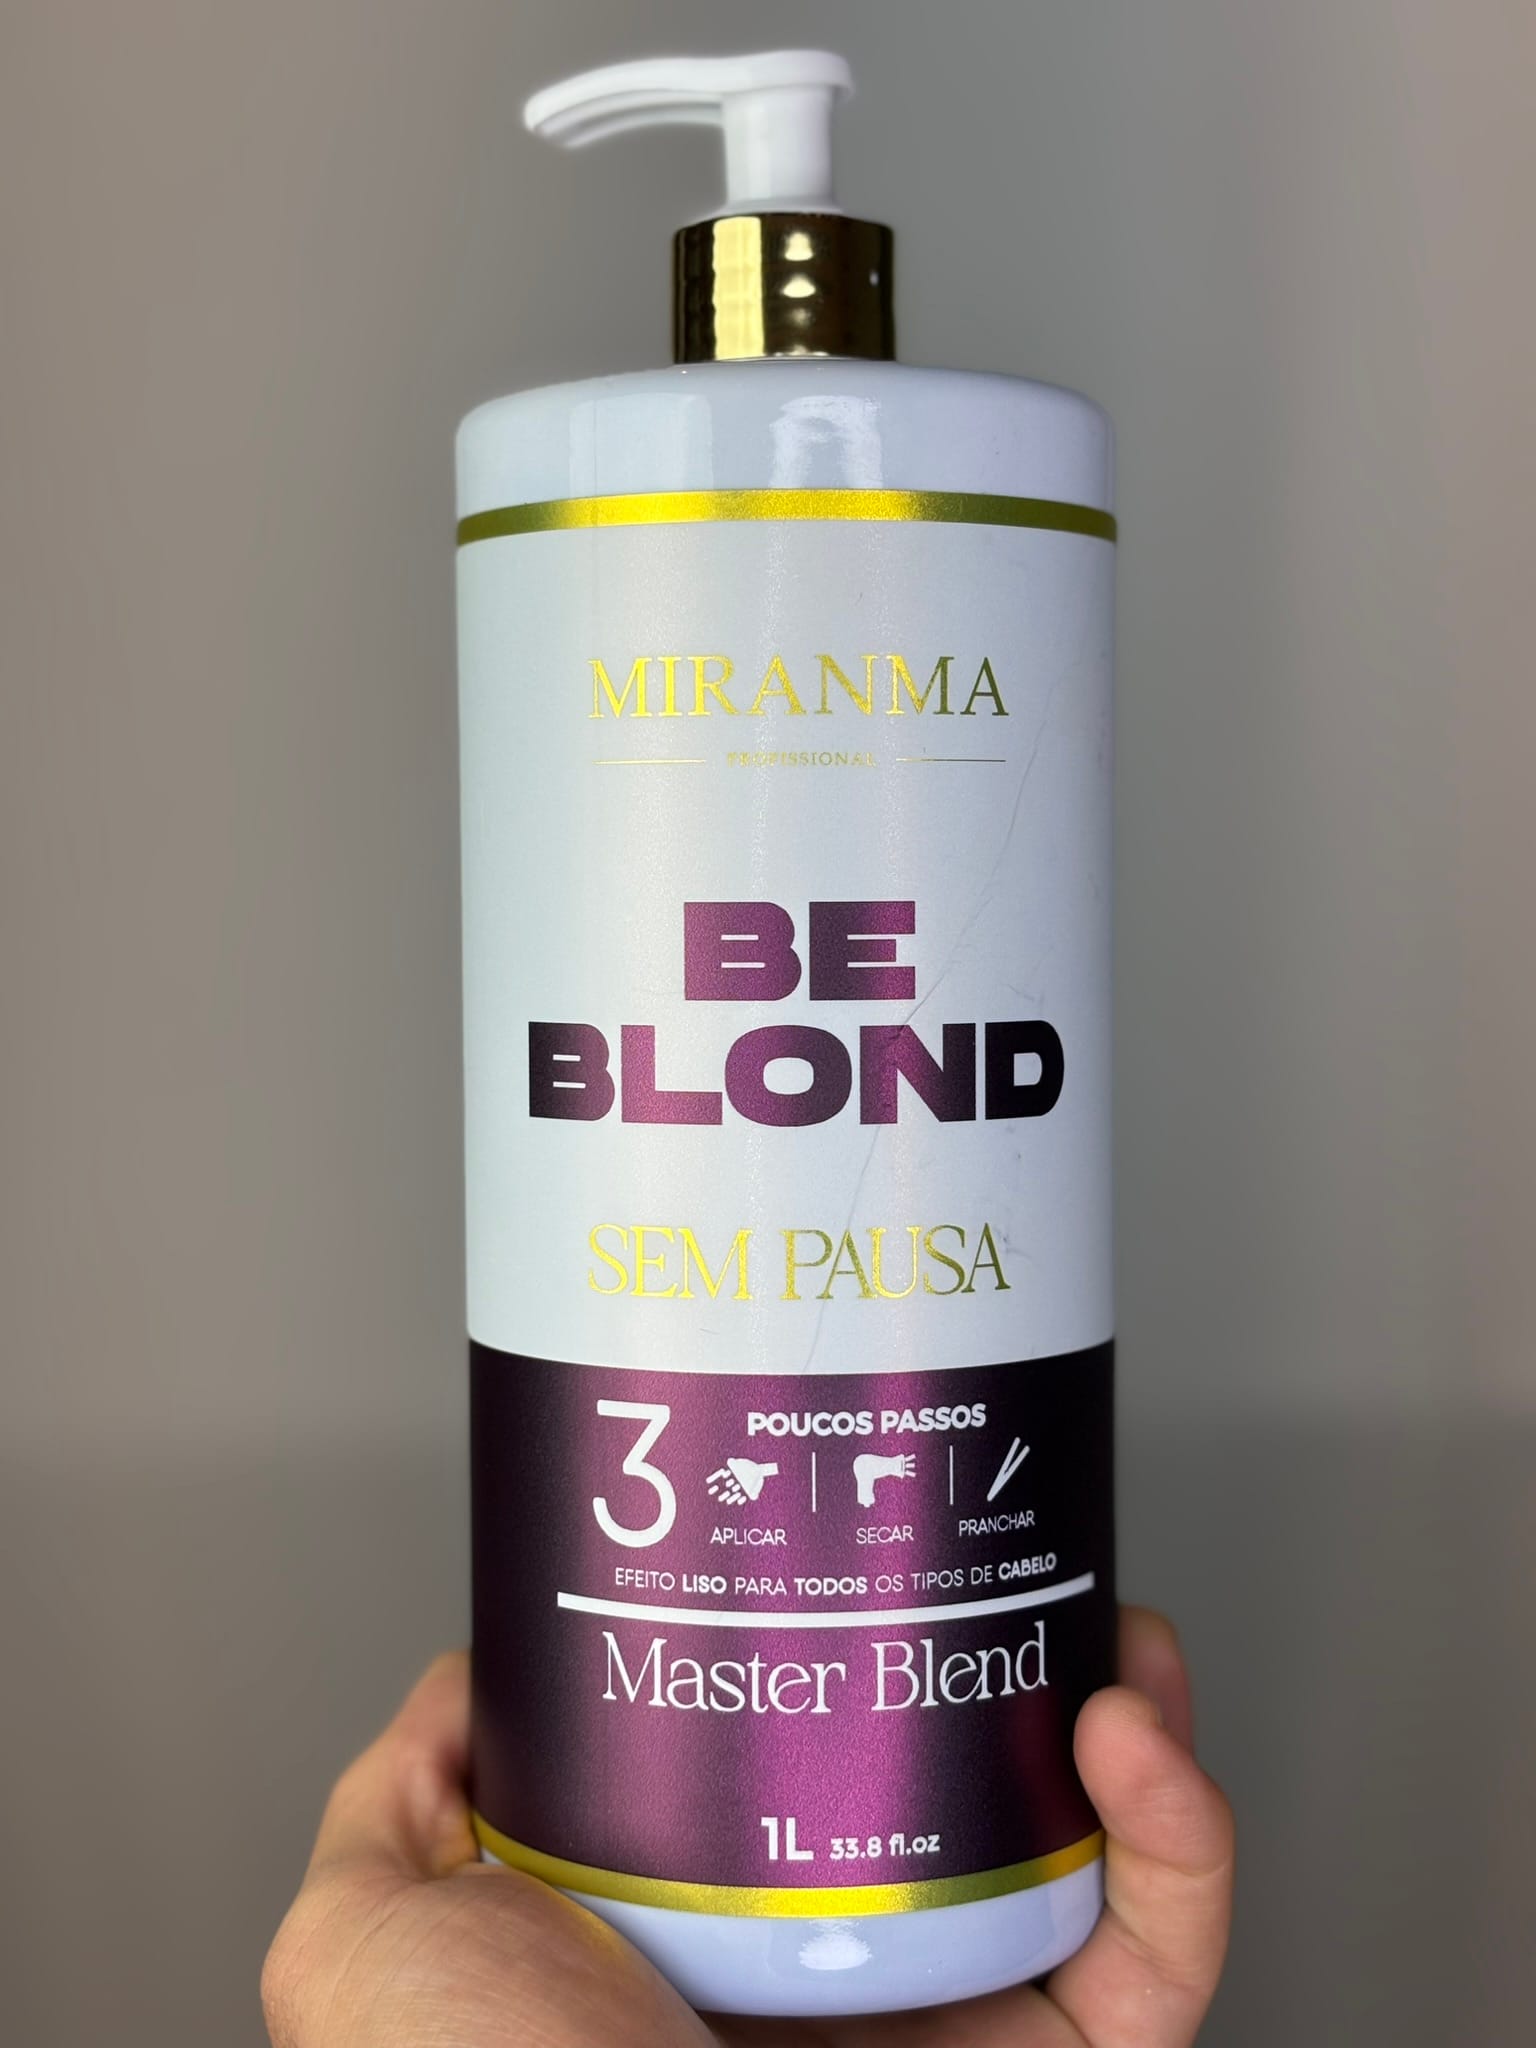 MIRANMA
PROFISSIONAL
BE
BLOND
SEM PAUSA
3 POUCOS PASSOS
APLICAR SECAR PRANCHAR
EFEITO LISO PARA TODOS OS TIPOS DE CABELO
Master Blend
1L 33.8 fl.oz